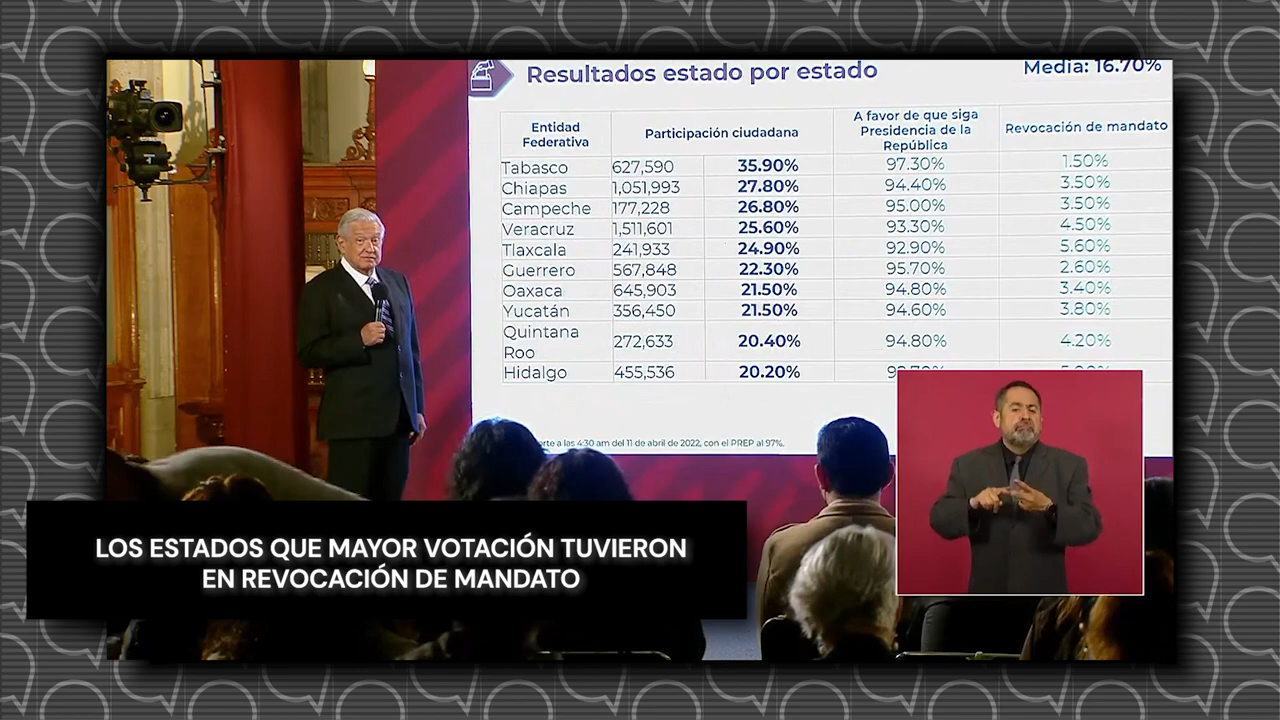 Resultados estado por estado
Media: 16.70%
Entidad Federativa Participación ciudadana A favor de que siga Presidencia de la República Revocación de mandato
Tabasco 627,590 35.90% 97.30% 1.50%
Chiapas 1,051,993 27.80% 94.40% 3.50%
Campeche 177,228 26.80% 95.00% 3.50%
Veracruz 1,511,601 25.60% 93.30% 4.50%
Tlaxcala 241,933 24.90% 92.90% 5.60%
Guerrero 567,848 22.30% 95.70% 2.60%
Oaxaca 645,903 21.50% 94.80% 3.40%
Yucatán 356,450 21.50% 94.60% 3.80%
Quintana Roo 272,633 20.40% 94.80% 4.20%
Hidalgo 455,536 20.20%
a las 4:30 am del 11 de abril de 2022, con el PREP al 97%.
LOS ESTADOS QUE MAYOR VOTACIÓN TUVIERON
EN REVOCACIÓN DE MANDATO